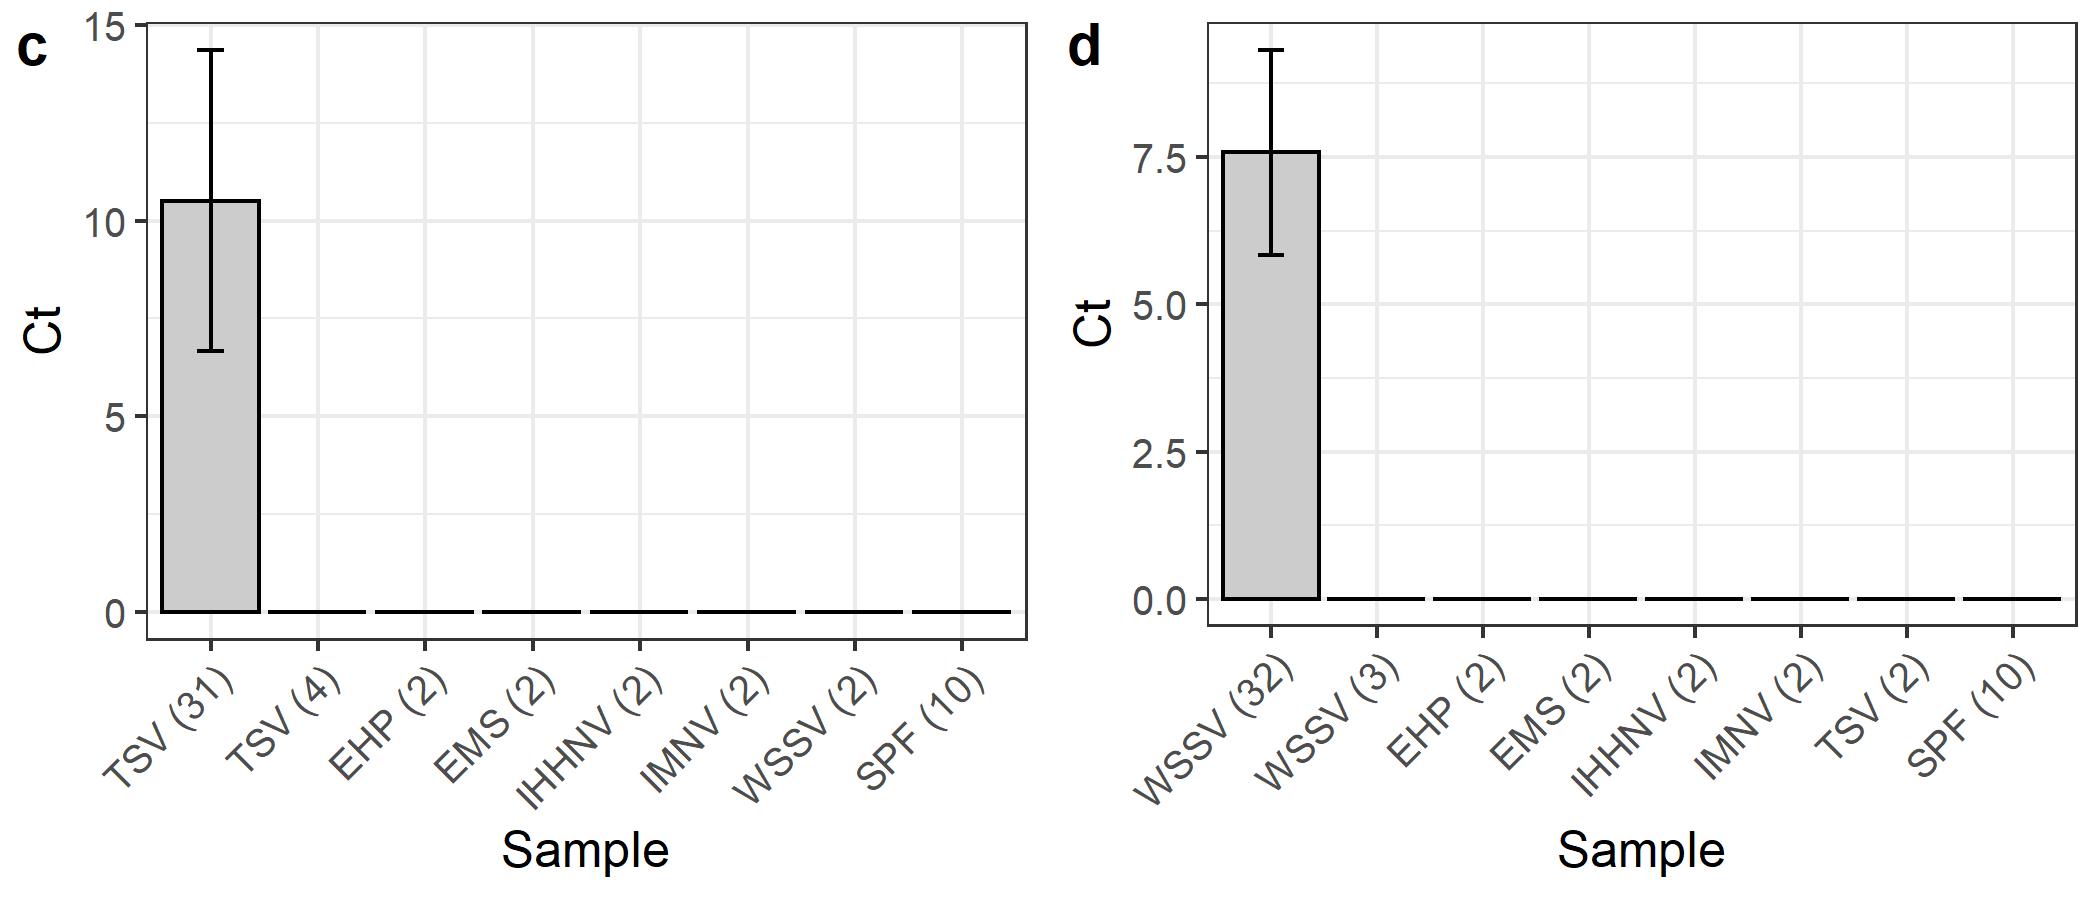 c
15
10
5
0
Ct
TSV (31)
TSV (4)
EHP (2)
EMS (2)
IHHNV (2)
IMNV (2)
WSSV (2)
SPF (10)
Sample
d
7.5
5.0
2.5
0.0
Ct
WSSV (32)
WSSV (3)
EHP (2)
EMS (2)
IHHNV (2)
IMNV (2)
TSV (2)
SPF (10)
Sample